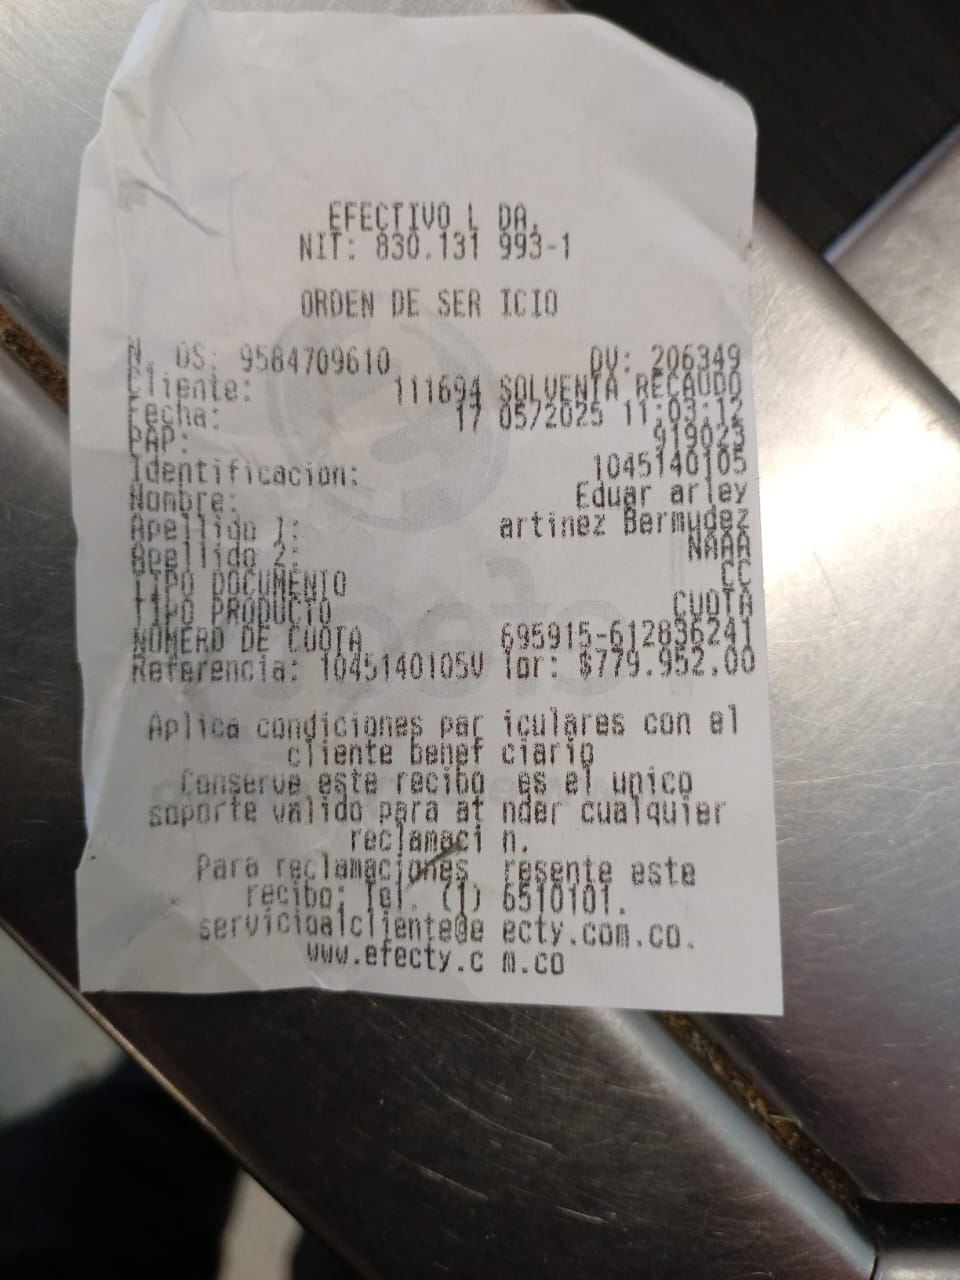 EFECTIVO L DA.
NIT: 830.131 993-1
ORDEN DE SER ICIO
N. OS: 9584709610 DV: 206349
Cliente: 111694 SOLVENTA RECAUDO
Fecha: 17 05/2025 11:03:12
PAP: 919023
Identificacion: 1045140105
Nombre: Eduar arley
Apellido 1: artinez Bermudez
Apellido 2: NAAA
TIPO DOCUMENTO CC
TIPO PRODUCTO CUOTA
NUMERO DE CUOTA 695915-612836241
Referencia: 1045140105V lor: $779.952.00
Aplica condiciones par iculares con el
cliente benef ciario
Conserve este recibo es el unico
soporte valido para at nder cualquier
reclamaci n.
Para reclamaciones resente este
recibo: Tel. (1) 6510101.
servicioalcliente@e ecty.com.co.
www.efecty.c m.co